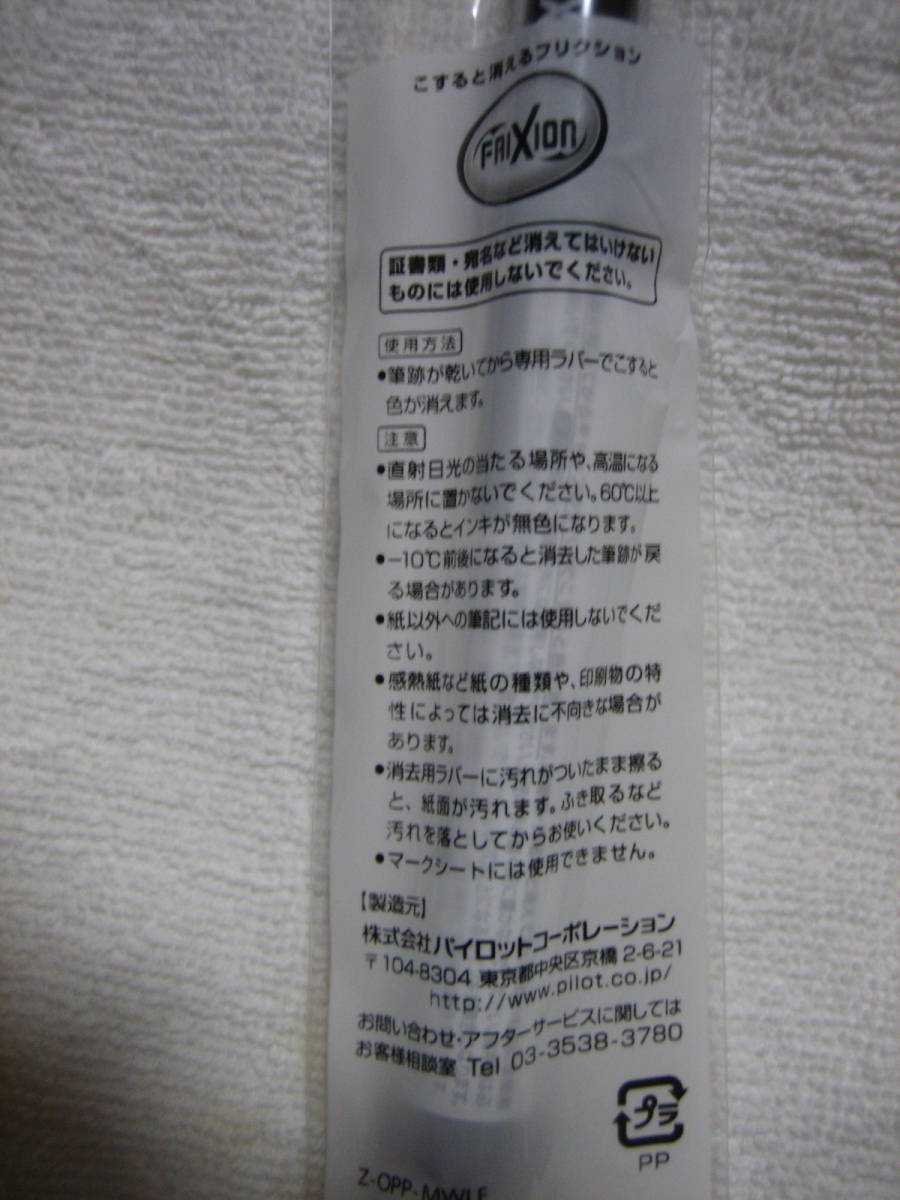 こすると消えるフリクション
FRIXION
証書類・宛名など消えてはいけない
ものには使用しないでください。
使用方法
●筆跡が乾いてから専用ラバーでこすると
色が消えます。
注意
●直射日光の当たる場所や、高温になる
場所に置かないでください。60℃以上
になるとインキが無色になります。
●−10℃前後になると消去した筆跡が戻
る場合があります。
●紙以外への筆記には使用しないでくだ
さい。
●感熱紙など紙の種類や、印刷物の特
性によっては消去に不向きな場合が
あります。
●消去用ラバーに汚れがついたまま擦る
と、紙面が汚れます。ふき取るなど
汚れを落としてからお使いください。
●マークシートには使用できません。
【製造元】
株式会社パイロットコーポレーション
〒104-8304 東京都中央区京橋 2-6-21
http://www.pilot.co.jp/
お問い合わせ・アフターサービスに関しては
お客様相談室 Tel 03-3538-3780
プラ
PP